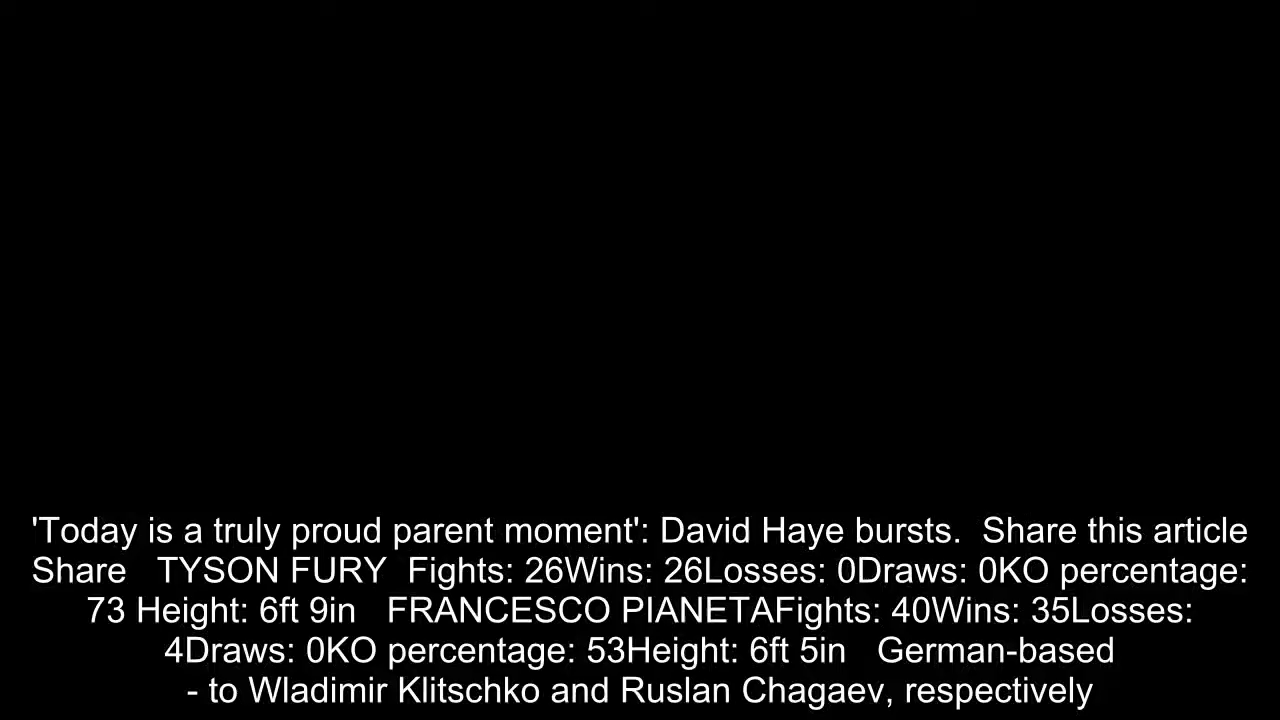 'Today is a truly proud parent moment': David Haye bursts.  Share this article
Share   TYSON FURY  Fights: 26Wins: 26Losses: 0Draws: 0KO percentage:
73 Height: 6ft 9in   FRANCESCO PIANETAFights: 40Wins: 35Losses:
4Draws: 0KO percentage: 53Height: 6ft 5in   German-based
- to Wladimir Klitschko and Ruslan Chagaev, respectively